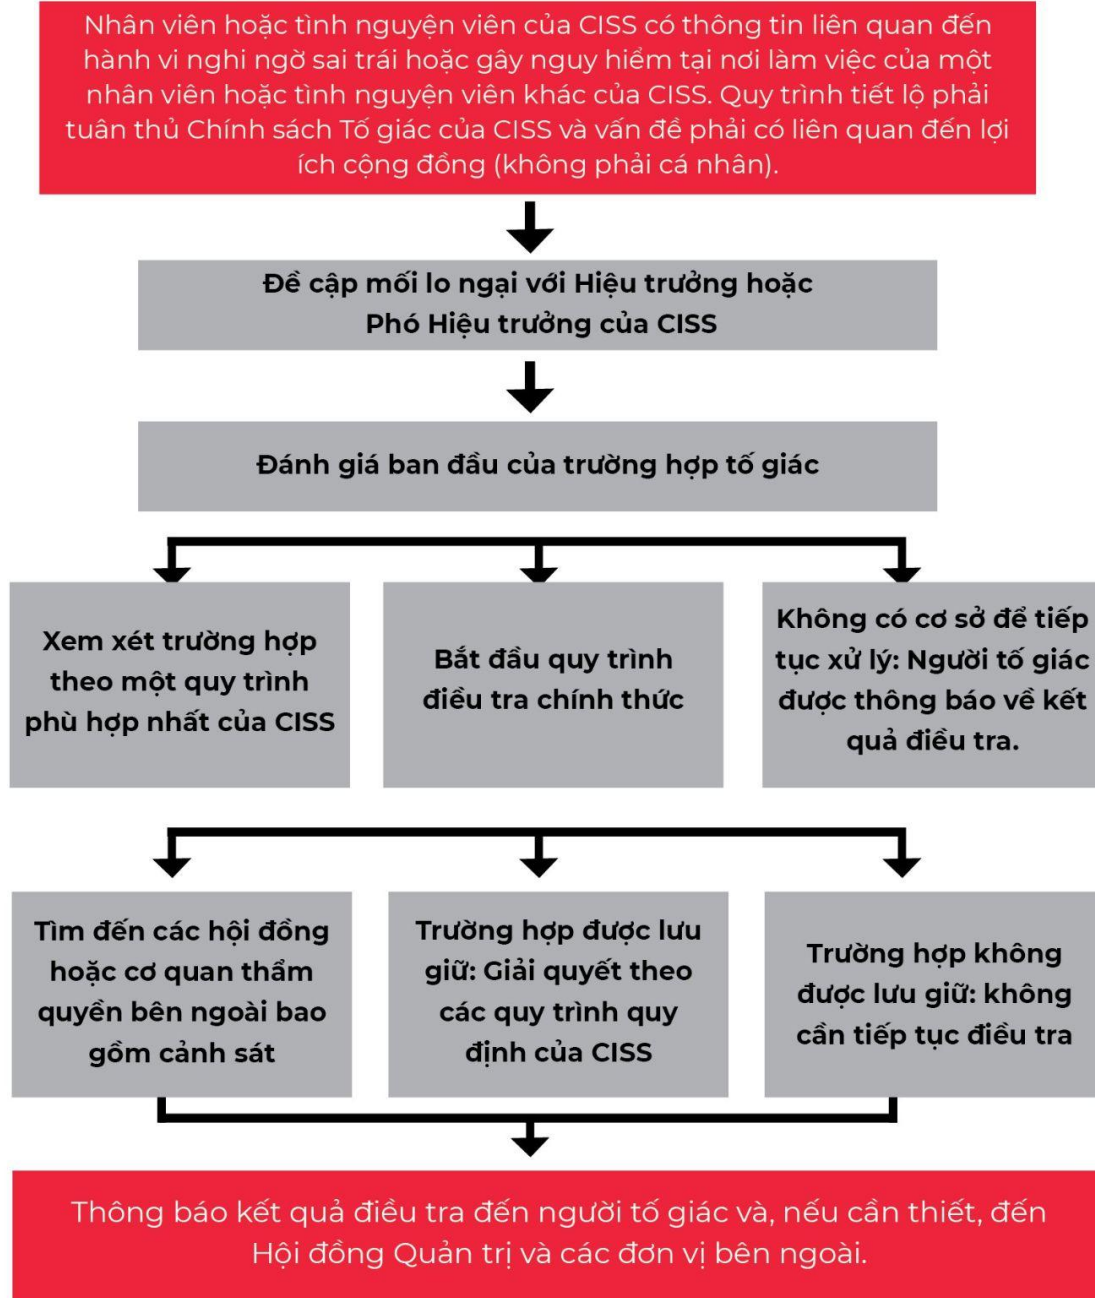 Nhân viên hoặc tình nguyện viên của CISS có thông tin liên quan đến
hành vi nghi ngờ sai trái hoặc gây nguy hiểm tại nơi làm việc của một
nhân viên hoặc tình nguyện viên khác của CISS. Quy trình tiết lộ phải
tuân thủ Chính sách Tố giác của CISS và vấn đề phải có liên quan đến lợi
ích cộng đồng (không phải cá nhân).
Đề cập mối lo ngại với Hiệu trưởng hoặc
Phó Hiệu trưởng của CISS
Đánh giá ban đầu của trường hợp tố giác
Xem xét trường hợp
theo một quy trình
phù hợp nhất của CISS
Bắt đầu quy trình
điều tra chính thức
Không có cơ sở để tiếp
tục xử lý: Người tố giác
được thông báo về kết
quả điều tra.
Tìm đến các hội đồng
hoặc cơ quan thẩm
quyền bên ngoài bao
gồm cảnh sát
Trường hợp được lưu
giữ: Giải quyết theo
các quy trình quy
định của CISS
Trường hợp không
được lưu giữ: không
cần tiếp tục điều tra
Thông báo kết quả điều tra đến người tố giác và, nếu cần thiết, đến
Hội đồng Quản trị và các đơn vị bên ngoài.